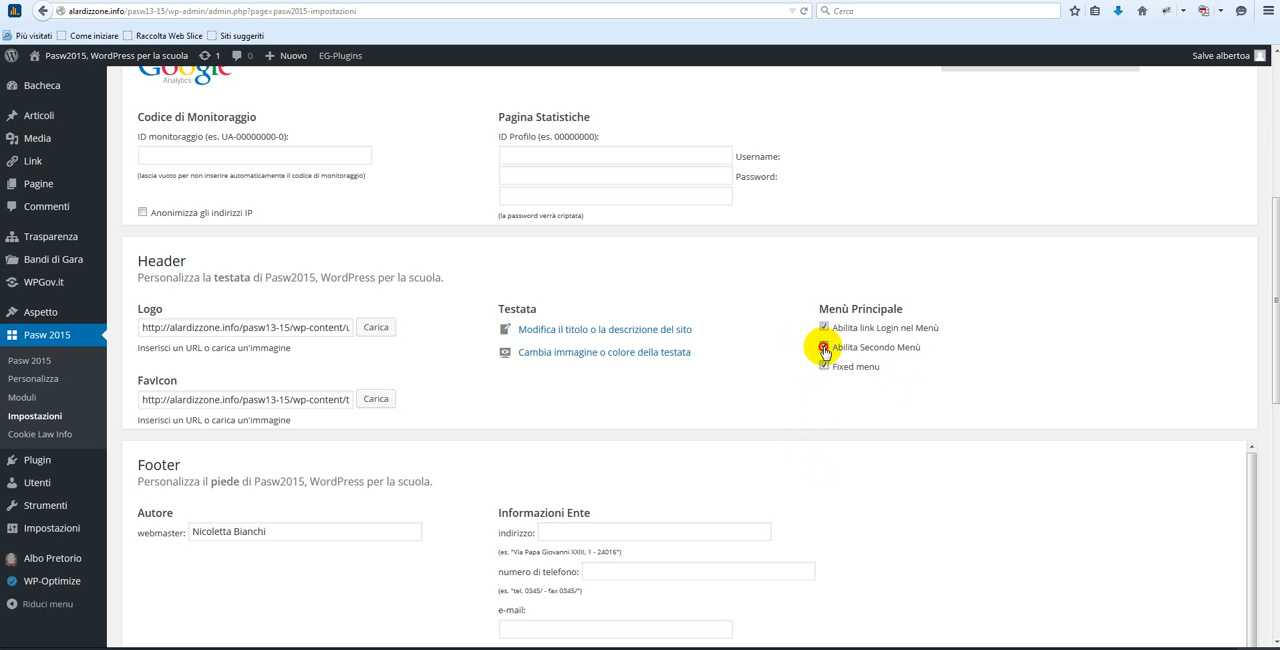 alardizzone.info/pasw13-15/wp-admin/admin.php?page=pasw2015-impostazioni
Cerca
Più visitati
Come iniziare
Raccolta Web Slice
Siti suggeriti
Pasw2015, WordPress per la scuola
1
0
Nuovo
EG-Plugins
Salve albertoa
Bacheca
Articoli
Media
Link
Pagine
Commenti
Trasparenza
Bandi di Gara
WPGov.it
Aspetto
Pasw 2015
Pasw 2015
Personalizza
Moduli
Impostazioni
Cookie Law Info
Plugin
Utenti
Strumenti
Impostazioni
Albo Pretorio
WP-Optimize
Riduci menu
Google
Analytics
Codice di Monitoraggio
ID monitoraggio (es. UA-00000000-0):
(lascia vuoto per non inserire automaticamente il codice di monitoraggio)
Anonimizza gli indirizzi IP
Pagina Statistiche
ID Profilo (es. 00000000):
Username:
Password:
(la password verrà criptata)
Header
Personalizza la testata di Pasw2015, WordPress per la scuola.
Logo
http://alardizzone.info/pasw13-15/wp-content/u
Carica
Inserisci un URL o carica un'immagine
FavIcon
http://alardizzone.info/pasw13-15/wp-content/t
Carica
Inserisci un URL o carica un'immagine
Testata
Modifica il titolo o la descrizione del sito
Cambia immagine o colore della testata
Menù Principale
Abilita link Login nel Menù
Abilita Secondo Menù
Fixed menu
Footer
Personalizza il piede di Pasw2015, WordPress per la scuola.
Autore
webmaster:
Nicoletta Bianchi
Informazioni Ente
indirizzo:
(es. "Via Papa Giovanni XXIII, 1 - 24016")
numero di telefono:
(es. "tel. 0345/ - fax 0345/")
e-mail: